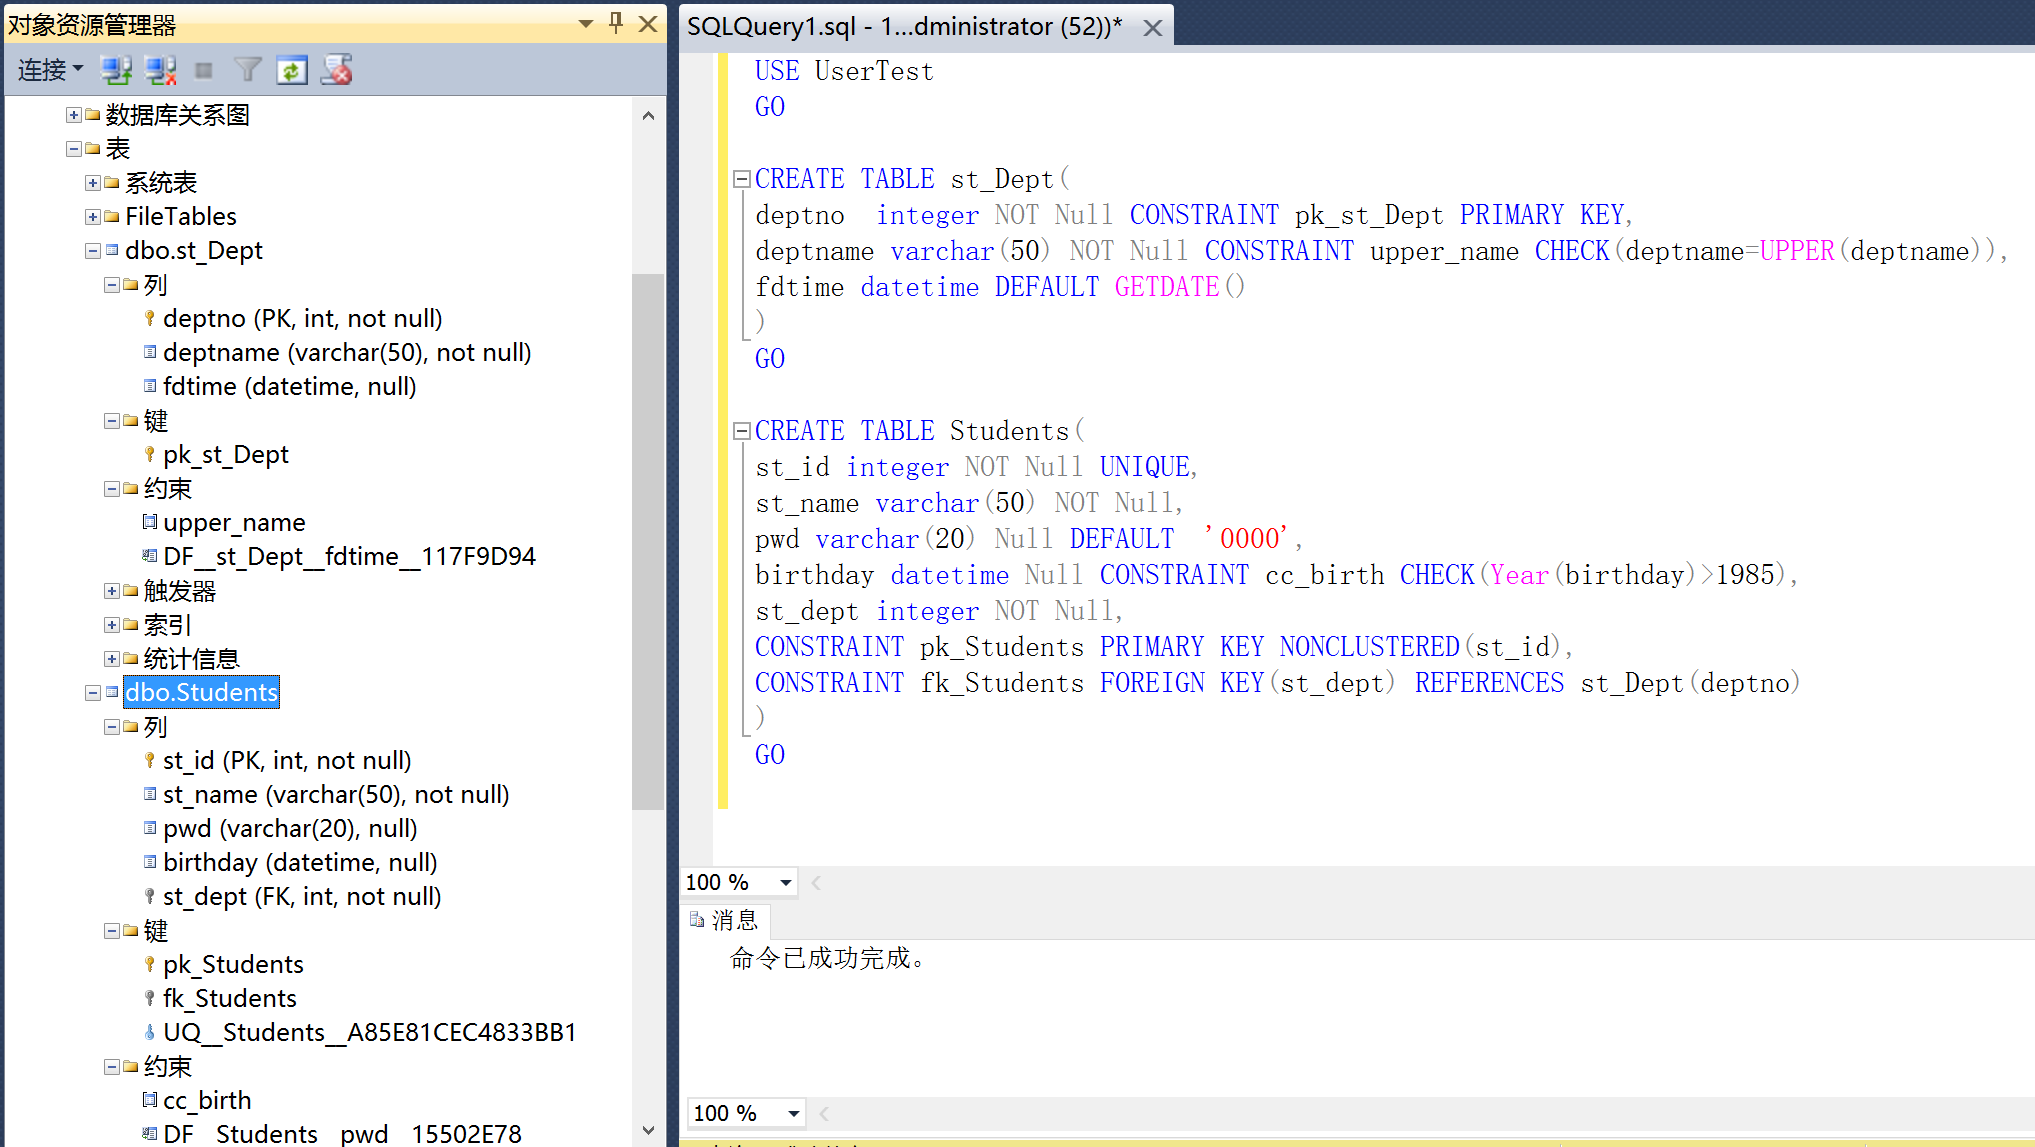 对象资源管理器
连接
数据库关系图
表
系统表
FileTables
dbo.st_Dept
列
deptno (PK, int, not null)
deptname (varchar(50), not null)
fdtime (datetime, null)
键
pk_st_Dept
约束
upper_name
DF__st_Dept__fdtime__117F9D94
触发器
索引
统计信息
dbo.Students
列
st_id (PK, int, not null)
st_name (varchar(50), not null)
pwd (varchar(20), null)
birthday (datetime, null)
st_dept (FK, int, not null)
键
pk_Students
fk_Students
UQ__Students__A85E81CEC4833BB1
约束
cc_birth
DF__Students__pwd__15502E78
SQLQuery1.sql - 1...dministrator (52))*
USE UserTest
GO
CREATE TABLE st_Dept(
deptno  integer NOT Null CONSTRAINT pk_st_Dept PRIMARY KEY,
deptname varchar(50) NOT Null CONSTRAINT upper_name CHECK(deptname=UPPER(deptname)),
fdtime datetime DEFAULT GETDATE()
)
GO
CREATE TABLE Students(
st_id integer NOT Null UNIQUE,
st_name varchar(50) NOT Null,
pwd varchar(20) Null DEFAULT  '0000',
birthday datetime Null CONSTRAINT cc_birth CHECK(Year(birthday)>1985),
st_dept integer NOT Null,
CONSTRAINT pk_Students PRIMARY KEY NONCLUSTERED(st_id),
CONSTRAINT fk_Students FOREIGN KEY(st_dept) REFERENCES st_Dept(deptno)
)
GO
100 %
消息
命令已成功完成。
100 %